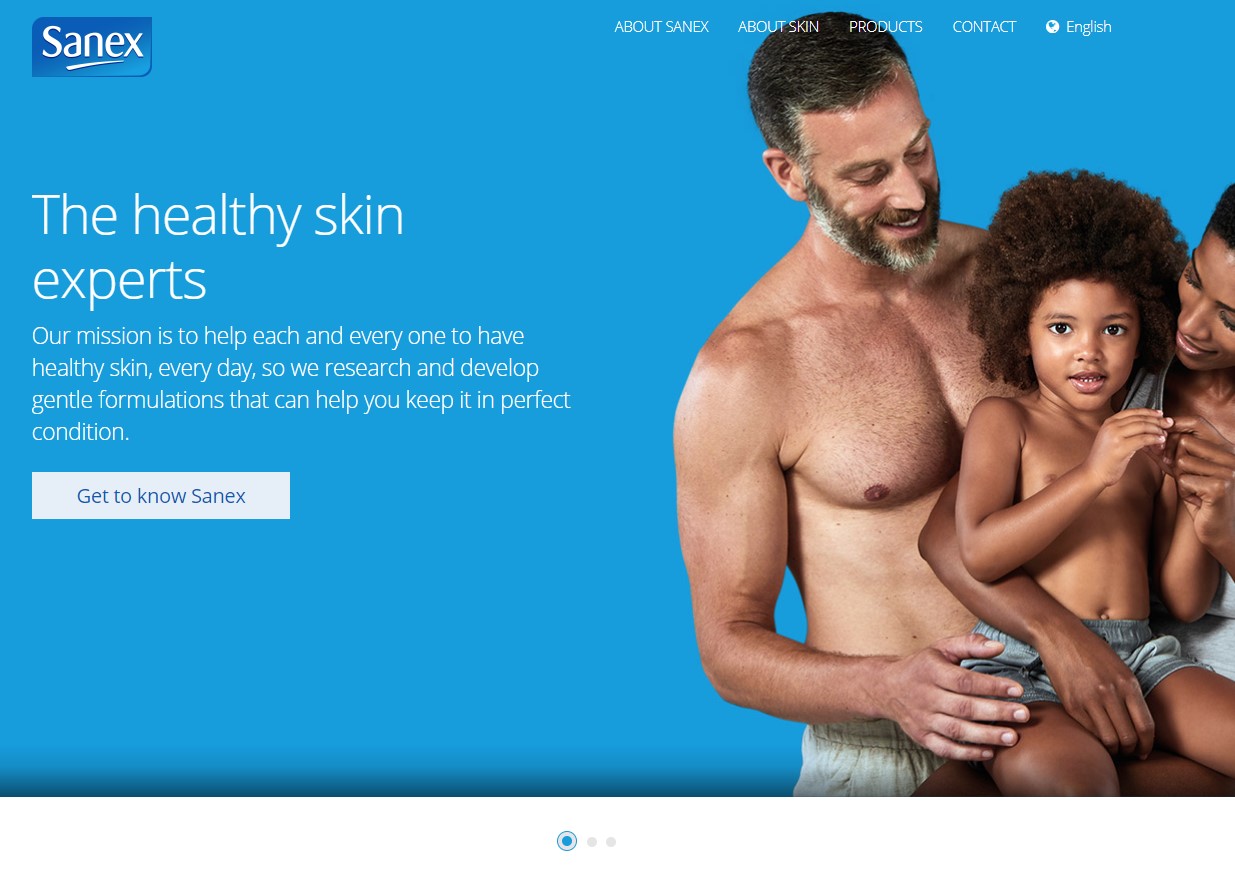 Sanex
ABOUT SANEX ABOUT SKIN PRODUCTS CONTACT English
The healthy skin
experts
Our mission is to help each and every one to have
healthy skin, every day, so we research and develop
gentle formulations that can help you keep it in perfect
condition.
Get to know Sanex